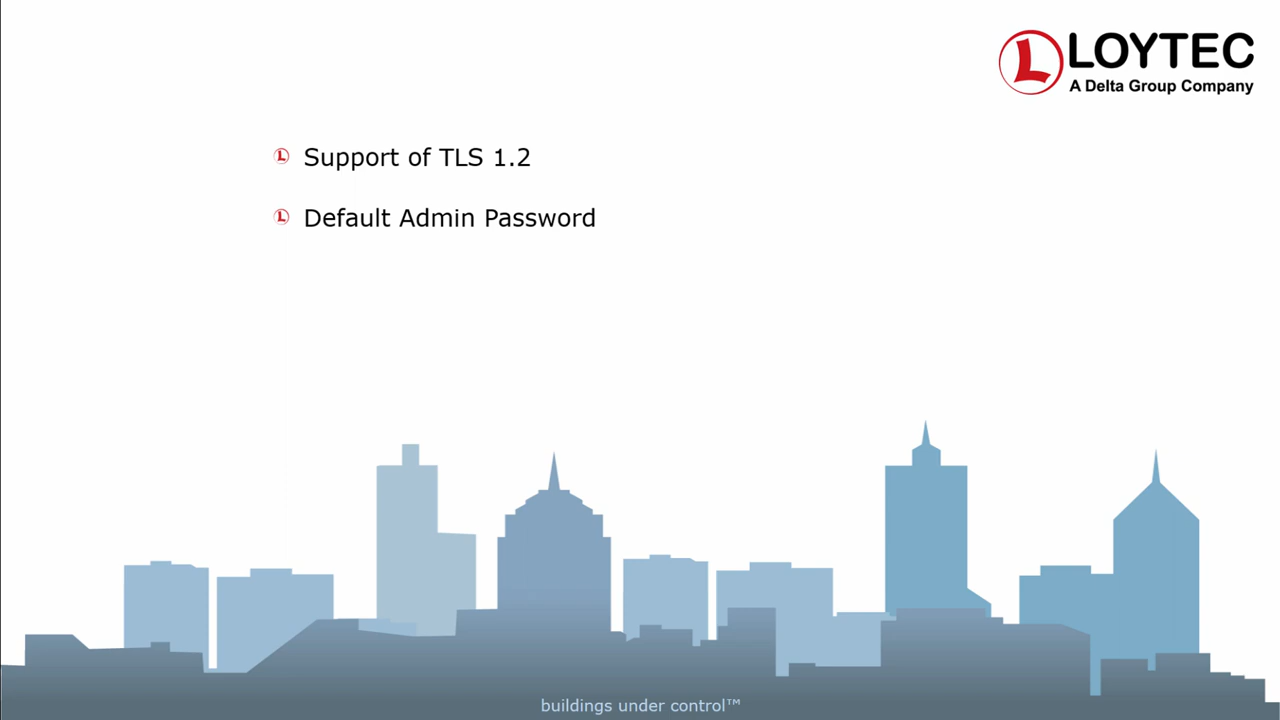 LOYTEC
A Delta Group Company
Support of TLS 1.2
Default Admin Password
buildings under control™